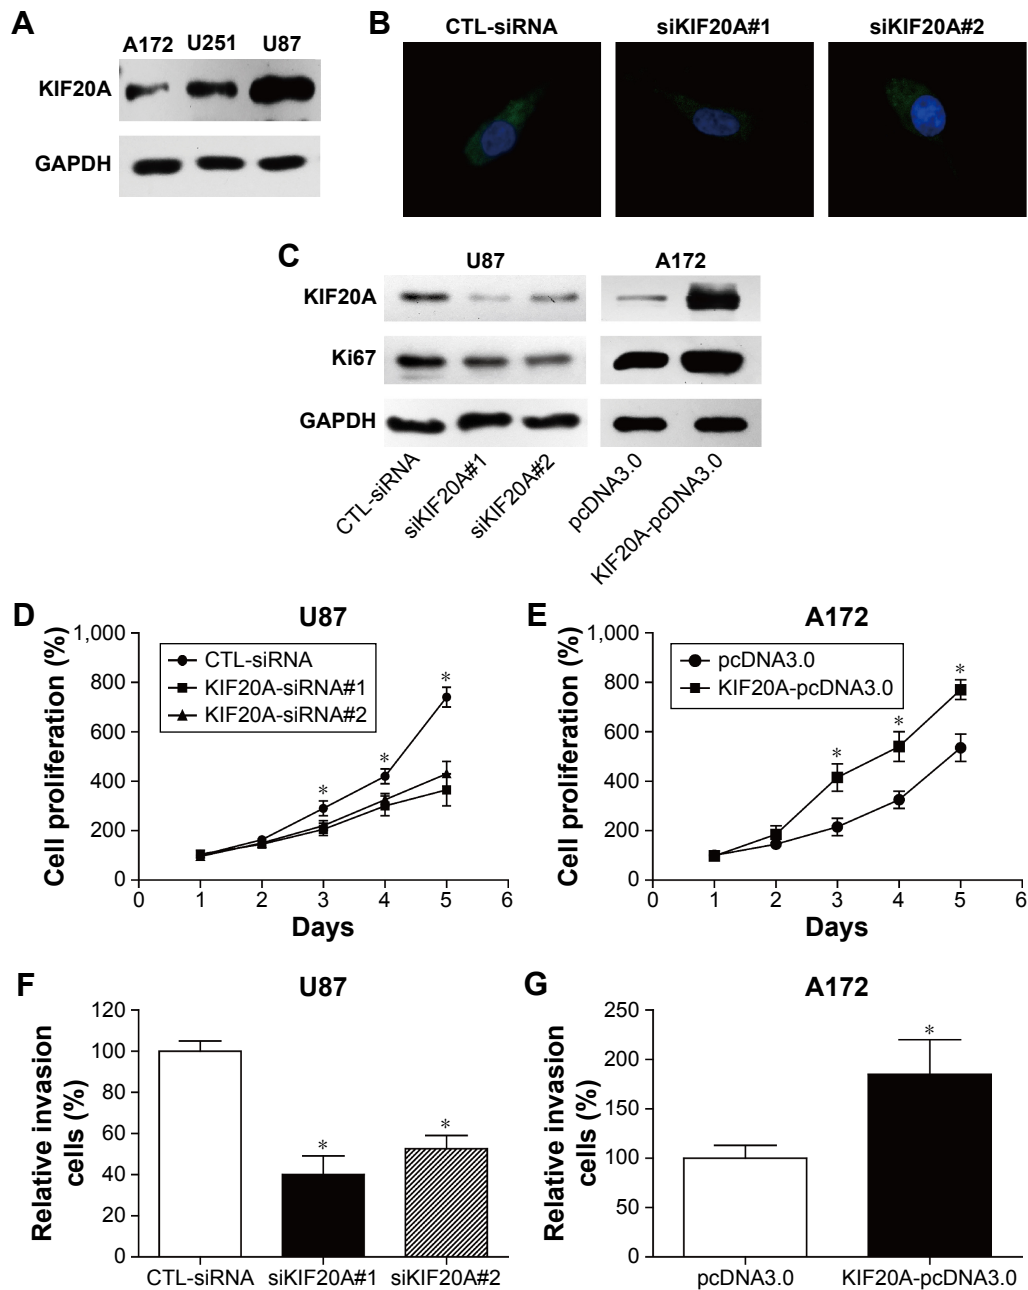 A
A172 U251 U87
KIF20A
GAPDH
B
CTL-siRNA siKIF20A#1 siKIF20A#2
C
U87 A172
KIF20A
Ki67
GAPDH
CTL-siRNA
siKIF20A#1
siKIF20A#2
pcDNA3.0
KIF20A-pcDNA3.0
D
U87
Cell proliferation (%)
1,000
800
600
400
200
0
CTL-siRNA
KIF20A-siRNA#1
KIF20A-siRNA#2
*
*
*
0 1 2 3 4 5 6
Days
E
A172
Cell proliferation (%)
1,000
800
600
400
200
0
pcDNA3.0
KIF20A-pcDNA3.0
*
*
*
0 1 2 3 4 5 6
Days
F
U87
Relative invasion
cells (%)
120
100
80
60
40
20
0
*
*
CTL-siRNA siKIF20A#1 siKIF20A#2
G
A172
Relative invasion
cells (%)
250
200
150
100
50
0
*
pcDNA3.0 KIF20A-pcDNA3.0